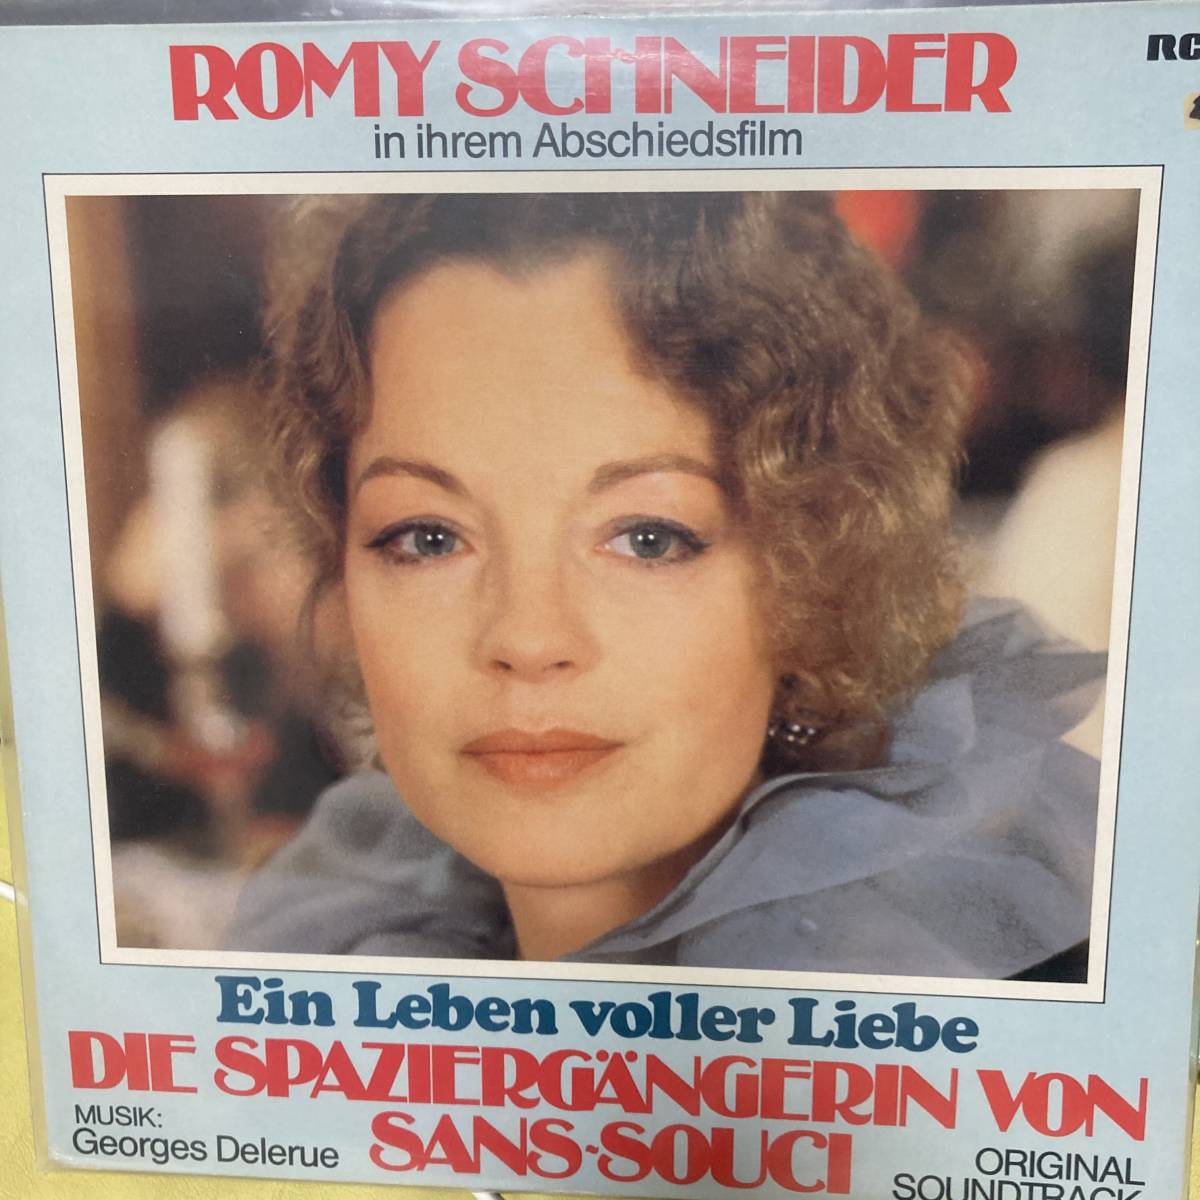 ROMY SCHNEIDER
in ihrem Abschiedsfilm
Ein Leben voller Liebe
DIE SPAZIERGÄNGERIN VON
SANS-SOUCI
MUSIK:
Georges Delerue
ORIGINAL
SOUNDTRACK